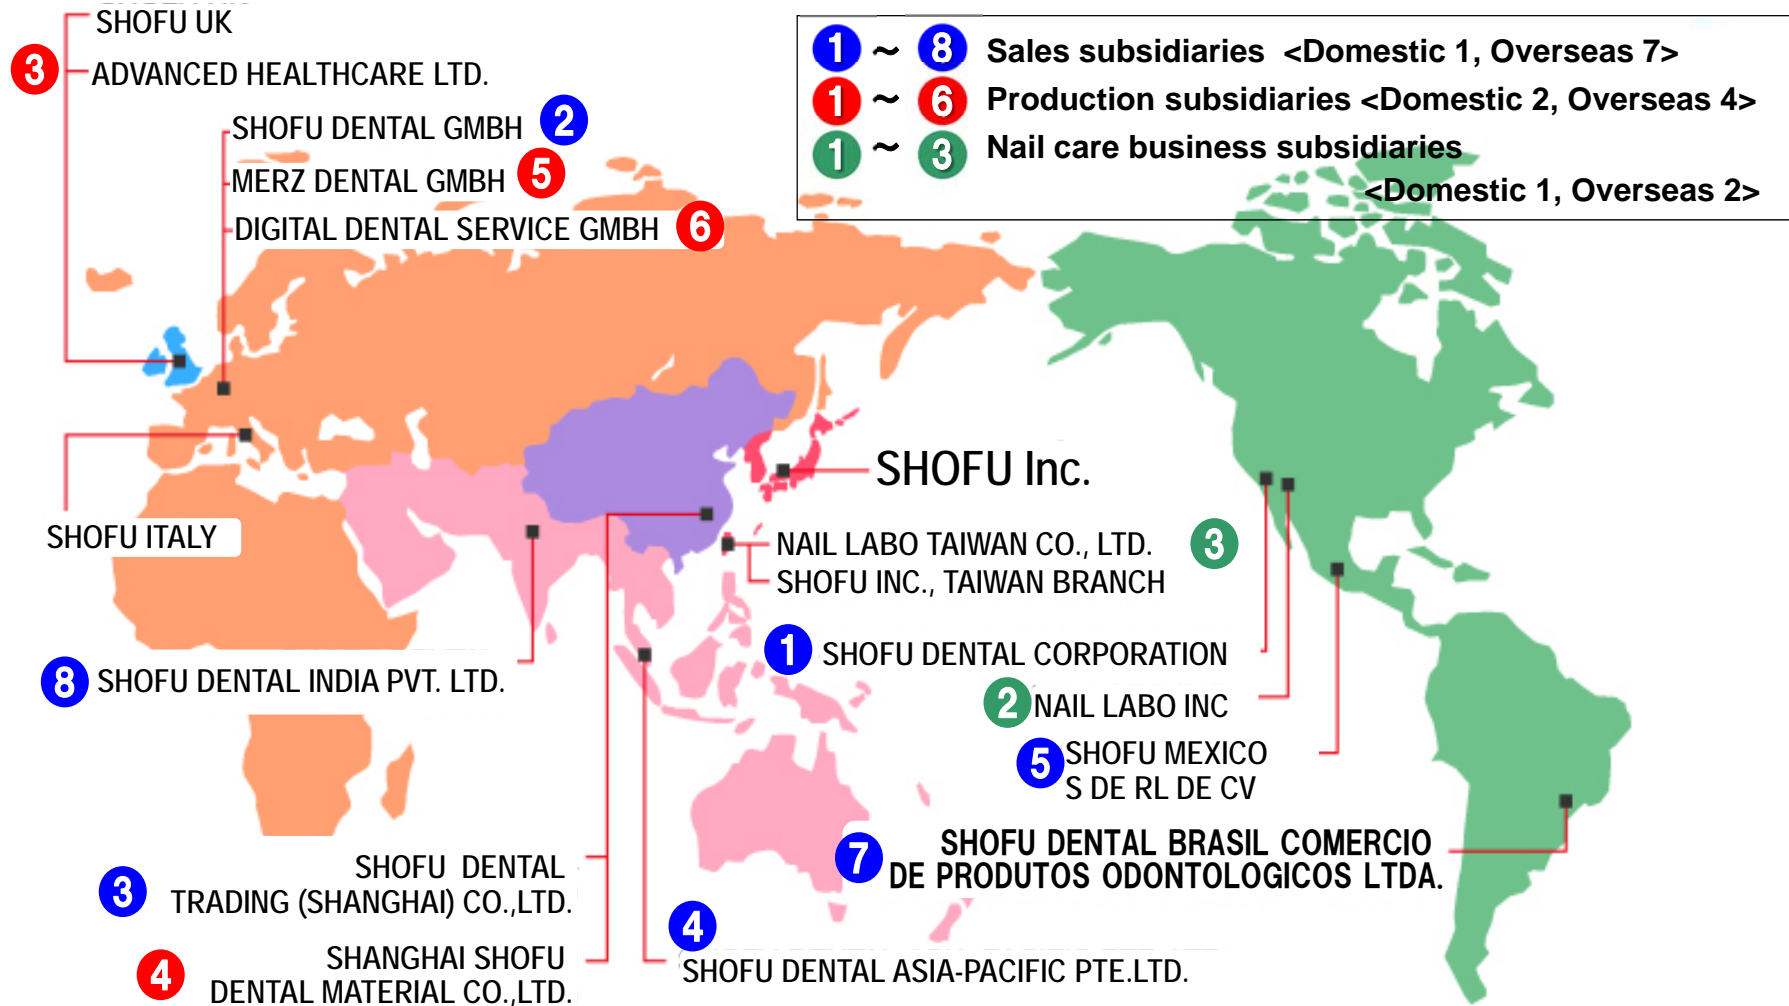 SHOFU UK
3 ADVANCED HEALTHCARE LTD.
SHOFU DENTAL GMBH 2
MERZ DENTAL GMBH 5
DIGITAL DENTAL SERVICE GMBH 6
1 ~ 8 Sales subsidiaries <Domestic 1, Overseas 7>
1 ~ 6 Production subsidiaries <Domestic 2, Overseas 4>
1 ~ 3 Nail care business subsidiaries
<Domestic 1, Overseas 2>
SHOFU Inc.
SHOFU ITALY
NAIL LABO TAIWAN CO., LTD. 3
SHOFU INC., TAIWAN BRANCH
1 SHOFU DENTAL CORPORATION
8 SHOFU DENTAL INDIA PVT. LTD.
2 NAIL LABO INC
5 SHOFU MEXICO
S DE RL DE CV
7 SHOFU DENTAL BRASIL COMERCIO
DE PRODUTOS ODONTOLOGICOS LTDA.
3 SHOFU DENTAL
TRADING (SHANGHAI) CO.,LTD.
4 SHANGHAI SHOFU
DENTAL MATERIAL CO.,LTD.
4
SHOFU DENTAL ASIA-PACIFIC PTE.LTD.